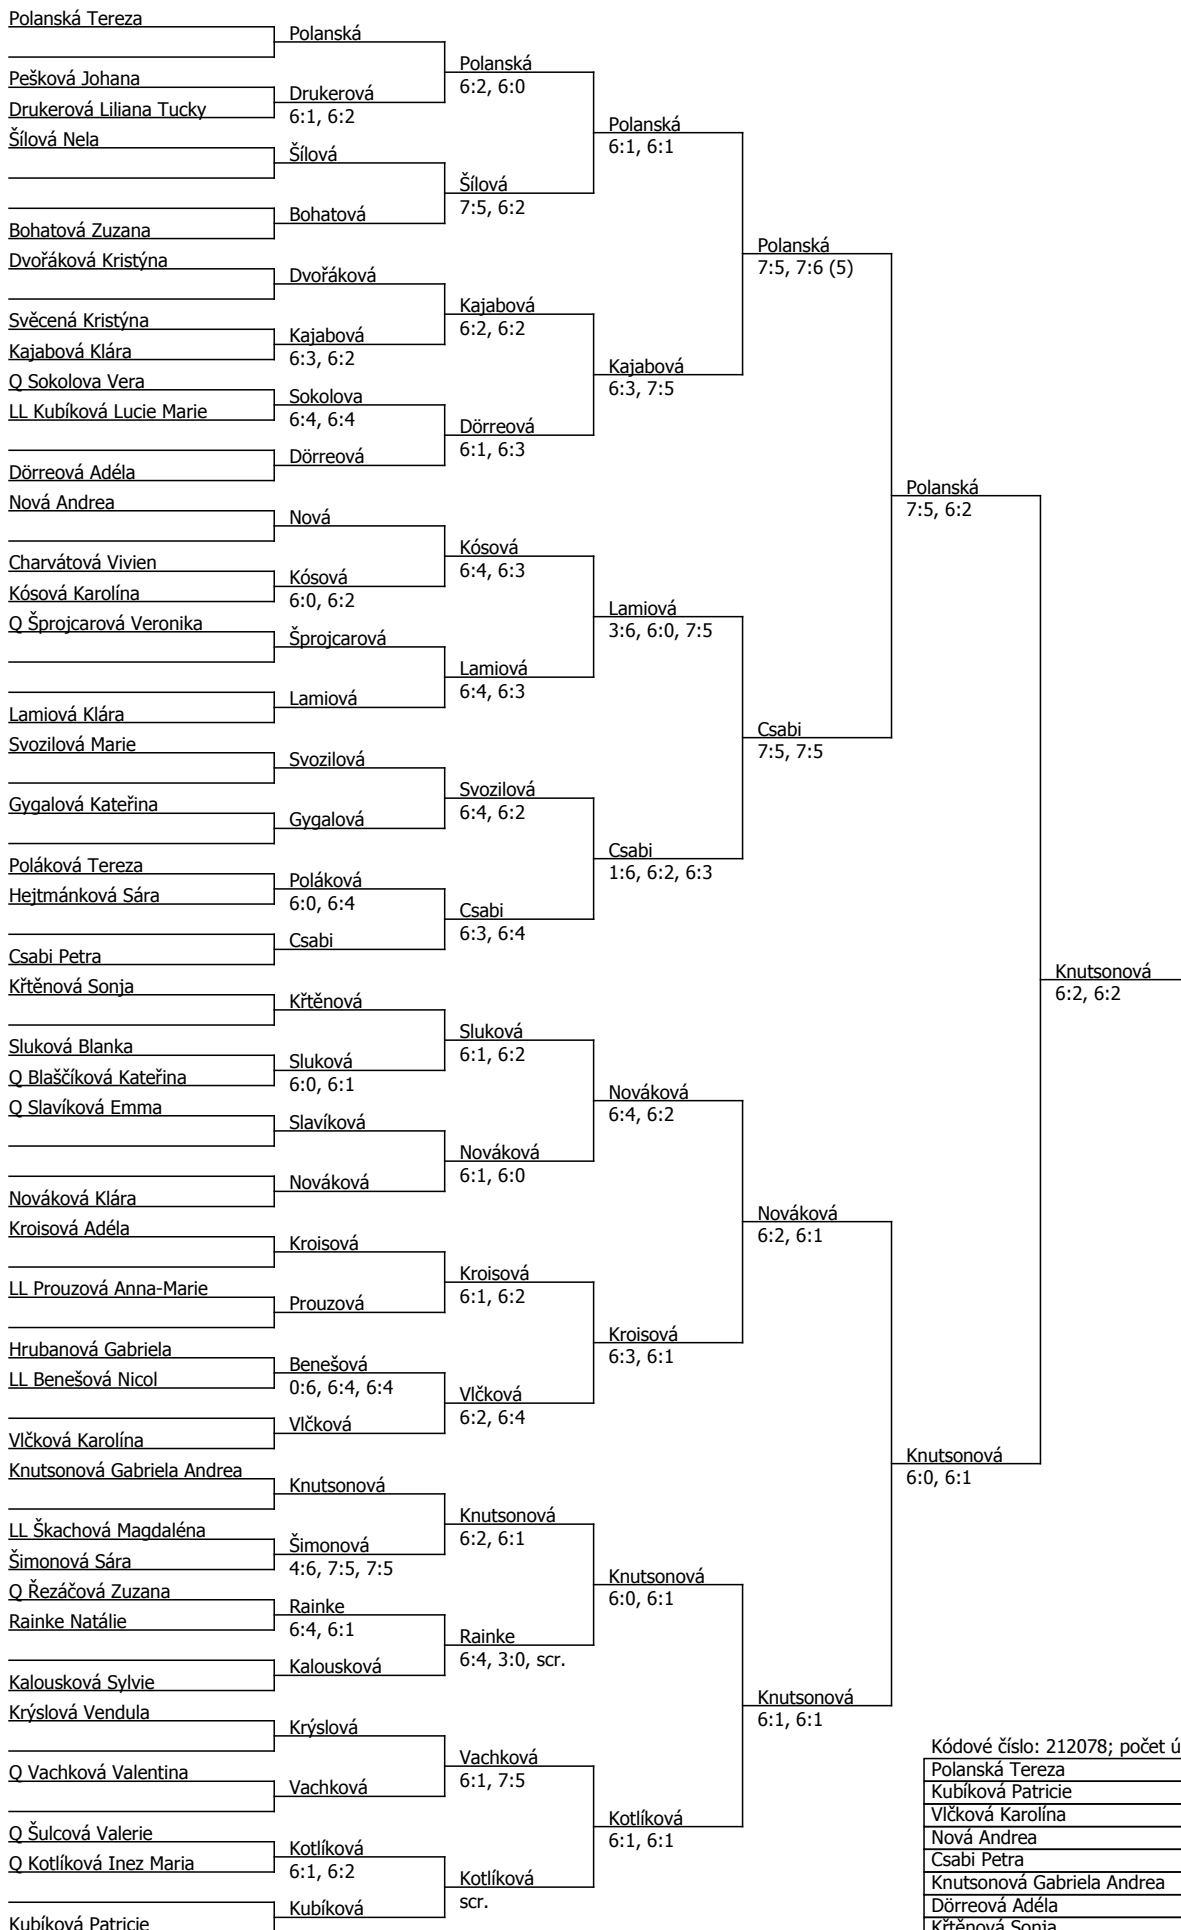 Polanská Tereza
Pešková Johana
Drukerová Liliana Tucky
Šílová Nela
Bohatová Zuzana
Dvořáková Kristýna
Svěcená Kristýna
Kajabová Klára
Q Sokolova Vera
LL Kubíková Lucie Marie
Dörreová Adéla
Nová Andrea
Charvátová Vivien
Kósová Karolína
Q Šprojcarová Veronika
Lamiová Klára
Svozilová Marie
Gygalová Kateřina
Poláková Tereza
Hejtmánková Sára
Csabi Petra
Křtěnová Sonja
Sluková Blanka
Q Blaščíková Kateřina
Q Slavíková Emma
Nováková Klára
Kroisová Adéla
LL Prouzová Anna-Marie
Hrubanová Gabriela
LL Benešová Nicol
Vlčková Karolína
Knutsonová Gabriela Andrea
LL Škachová Magdaléna
Šimonová Sára
Q Řezáčová Zuzana
Rainke Natálie
Kalousková Sylvie
Krýslová Vendula
Q Vachková Valentina
Q Šulcová Valerie
Q Kotlíková Inez Maria
Kubíková Patricie
Polanská
Drukerová
6:1, 6:2
Šílová
Bohatová
Dvořáková
Kajabová
6:3, 6:2
Sokolova
6:4, 6:4
Dörreová
Nová
Kósová
6:0, 6:2
Šprojcarová
Lamiová
Svozilová
Gygalová
Poláková
6:0, 6:4
Csabi
Křtěnová
Sluková
6:0, 6:1
Slavíková
Nováková
Kroisová
Prouzová
Benešová
0:6, 6:4, 6:4
Vlčková
Knutsonová
Šimonová
4:6, 7:5, 7:5
Rainke
6:4, 6:1
Kalousková
Krýslová
Vachková
Kotlíková
6:1, 6:2
Kubíková
Polanská
6:2, 6:0
Šílová
7:5, 6:2
Kajabová
6:2, 6:2
Dörreová
6:1, 6:3
Kósová
6:4, 6:3
Lamiová
6:4, 6:3
Svozilová
6:4, 6:2
Csabi
6:3, 6:4
Sluková
6:1, 6:2
Nováková
6:1, 6:0
Kroisová
6:1, 6:2
Vlčková
6:2, 6:4
Knutsonová
6:2, 6:1
Rainke
6:4, 3:0, scr.
Vachková
6:1, 7:5
Kotlíková
scr.
Polanská
6:1, 6:1
Kajabová
6:3, 7:5
Lamiová
3:6, 6:0, 7:5
Csabi
1:6, 6:2, 6:3
Nováková
6:4, 6:2
Kroisová
6:3, 6:1
Knutsonová
6:0, 6:1
Kotlíková
6:1, 6:1
Polanská
7:5, 7:6 (5)
Csabi
7:5, 7:5
Nováková
6:2, 6:1
Knutsonová
6:1, 6:1
Polanská
7:5, 6:2
Knutsonová
6:0, 6:1
Knutsonová
6:2, 6:2
Kódové číslo: 212078; počet ú
Polanská Tereza
Kubíková Patricie
Vlčková Karolína
Nová Andrea
Csabi Petra
Knutsonová Gabriela Andrea
Dörreová Adéla
Křtěnová Sonja